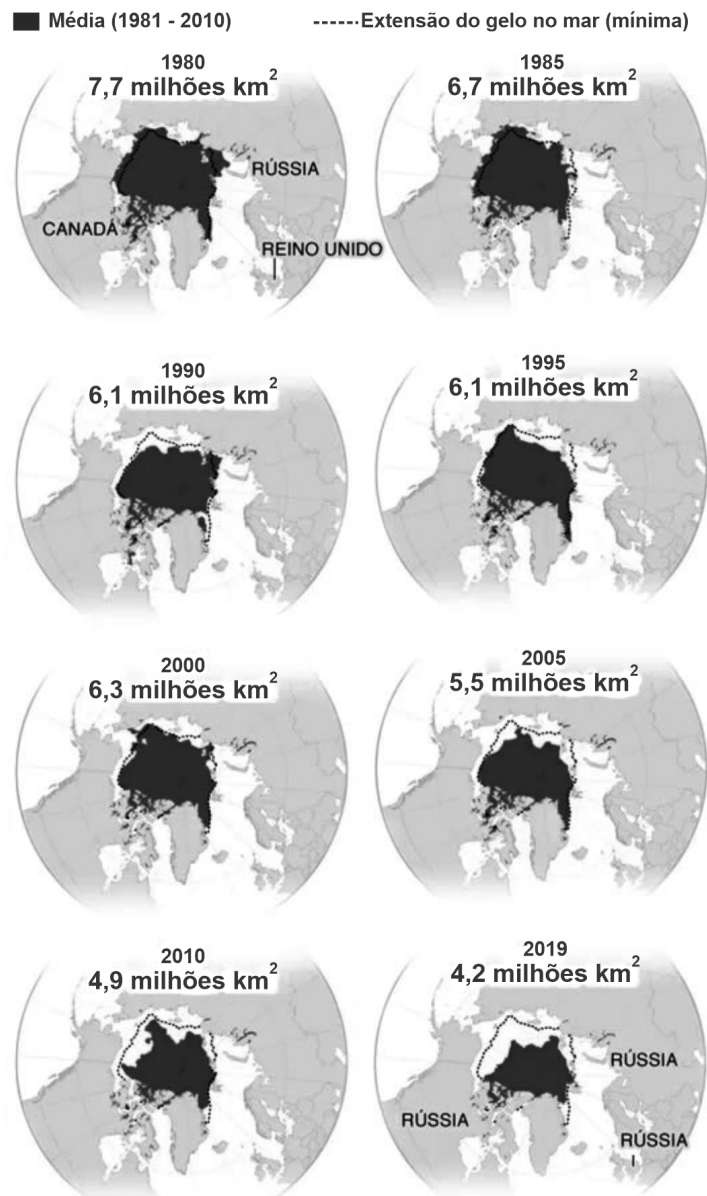 Média (1981 - 2010)
Extensão do gelo no mar (mínima)
1980
7,7 milhões km²
RÚSSIA
CANADÁ
REINO UNIDO
1985
6,7 milhões km²
1990
6,1 milhões km²
1995
6,1 milhões km²
2000
6,3 milhões km²
2005
5,5 milhões km²
2010
4,9 milhões km²
2019
4,2 milhões km²
RÚSSIA
RÚSSIA
RÚSSIA